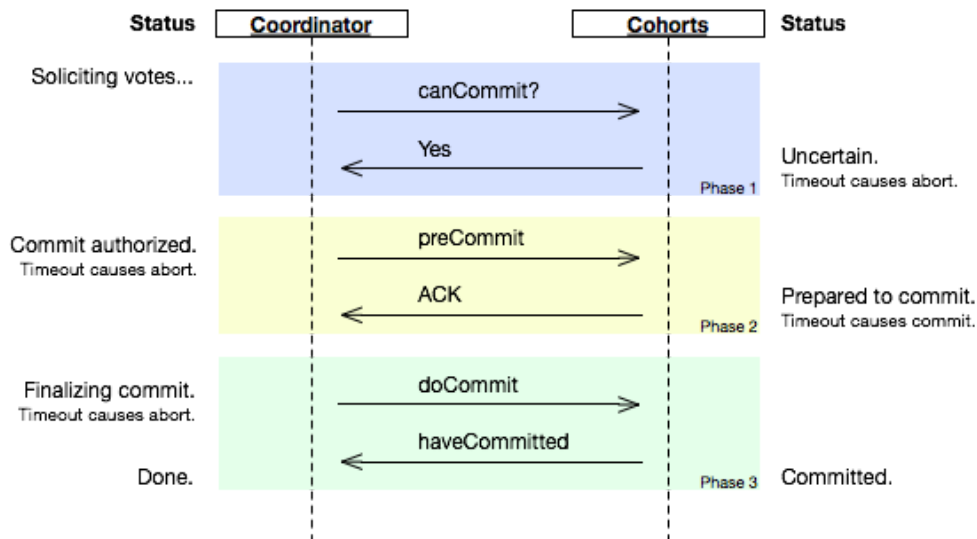 Status
Coordinator
Cohorts
Status
Soliciting votes...
canCommit?
Yes
Uncertain.
Timeout causes abort.
Phase 1
Commit authorized.
Timeout causes abort.
preCommit
ACK
Prepared to commit.
Timeout causes commit.
Phase 2
Finalizing commit.
Timeout causes abort.
doCommit
haveCommitted
Done.
Phase 3
Committed.